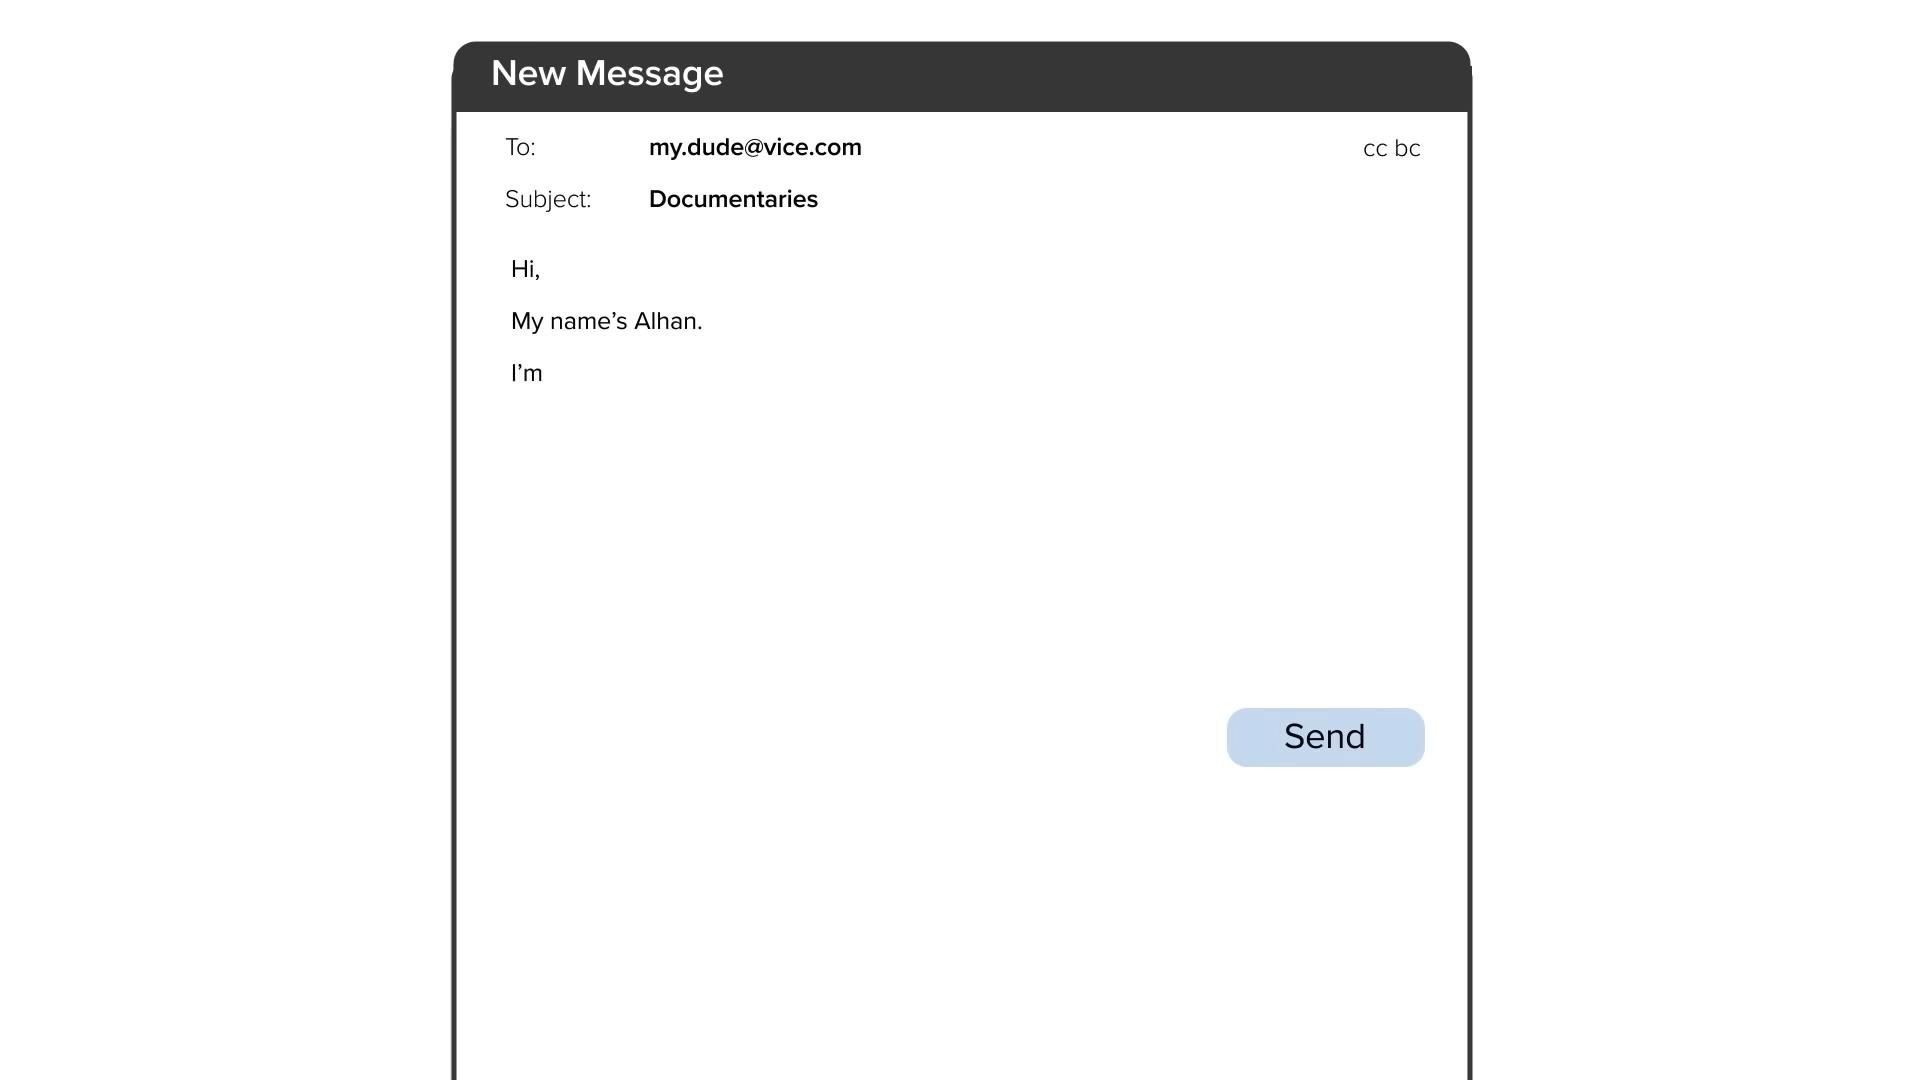 New Message
To: my.dude@vice.com cc bc
Subject: Documentaries
Hi,
My name’s Alhan.
I’m
Send